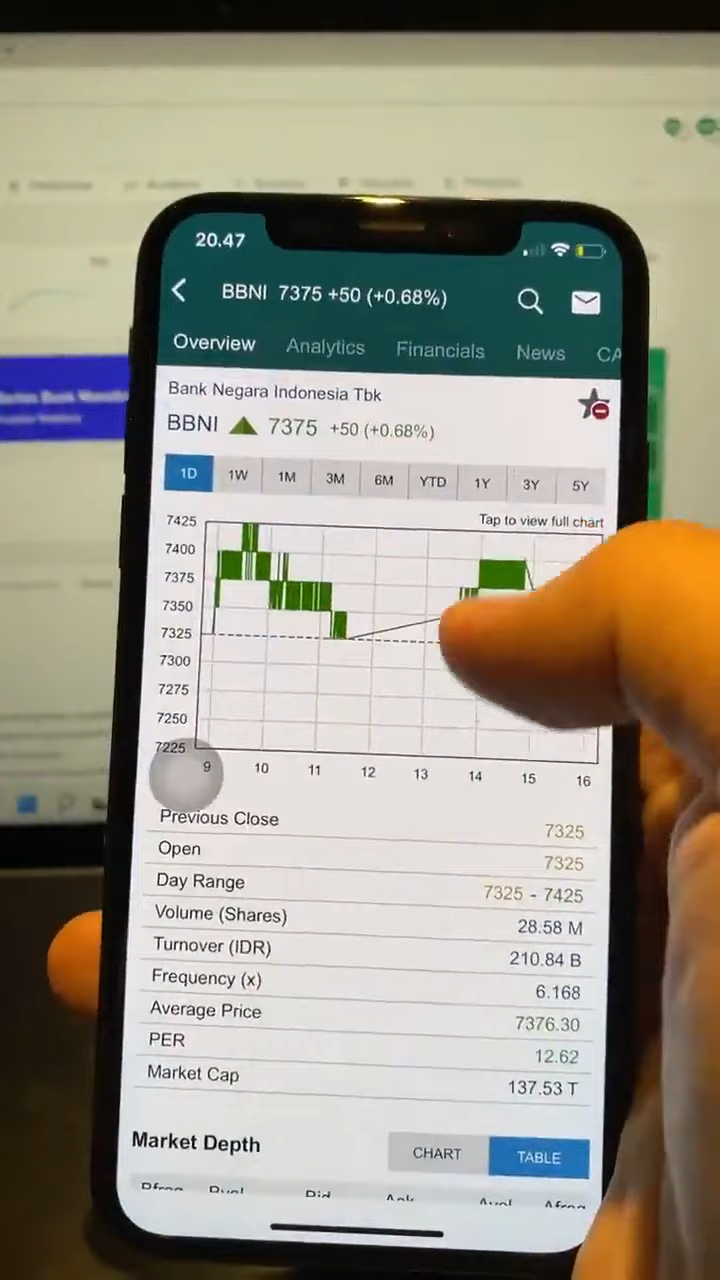 20.47
BBNI 7375 +50 (+0.68%)
Overview Analytics Financials News CA
Bank Negara Indonesia Tbk
BBNI 7375 +50 (+0.68%)
1D 1W 1M 3M 6M YTD 1Y 3Y 5Y
Tap to view full chart
7425
7400
7375
7350
7325
7300
7275
7250
7225
9 10 11 12 13 14 15 16
Previous Close 7325
Open 7325
Day Range 7325 - 7425
Volume (Shares) 28.58 M
Turnover (IDR) 210.84 B
Frequency (x) 6.168
Average Price 7376.30
PER 12.62
Market Cap 137.53 T
Market Depth CHART TABLE